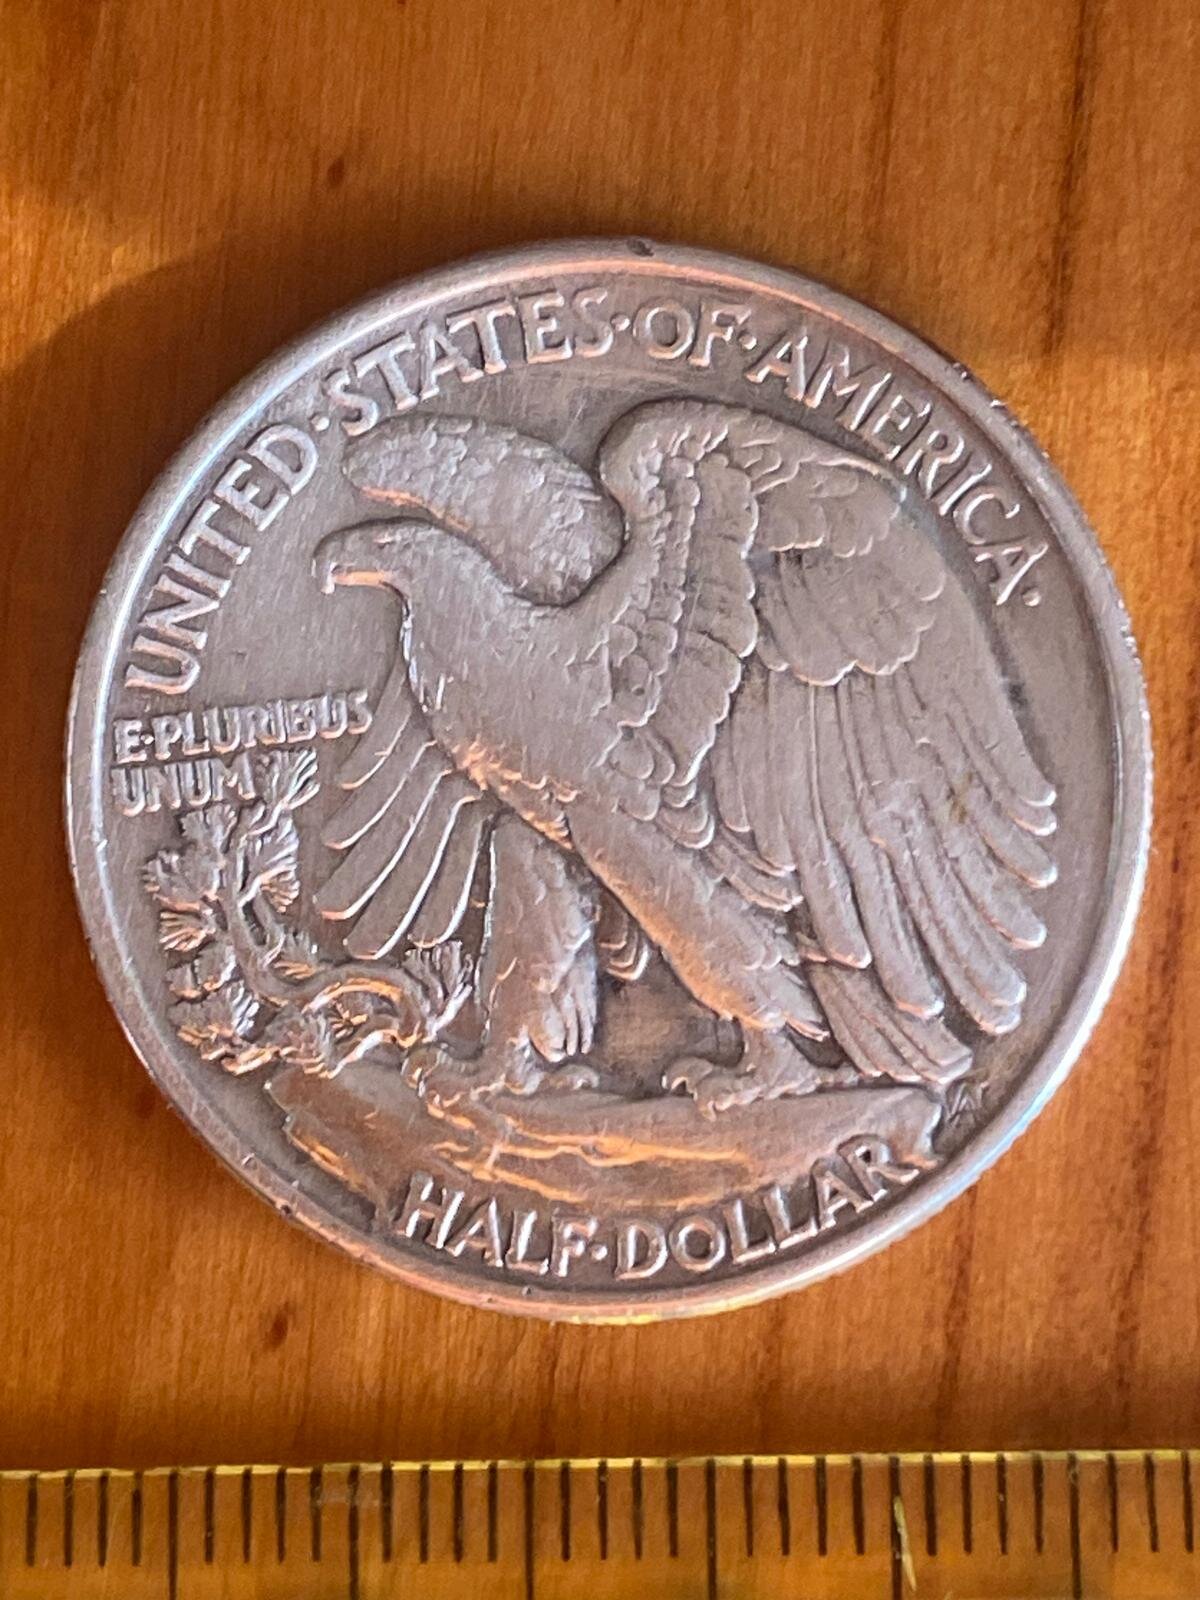 UNITED·STATES·OF·AMERICA·
E·PLURIBUS
UNUM
HALF·DOLLAR